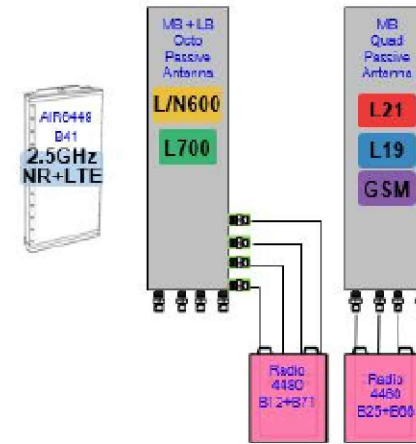 AIR6449
B41
2.5GHz
NR+LTE
MB + LB
Octo
Passive
Antenna
L/N600
L700
MB
Quad
Passive
Antenna
L21
L19
GSM
Radio
4480
B12+B71
Radio
4460
B25+B66